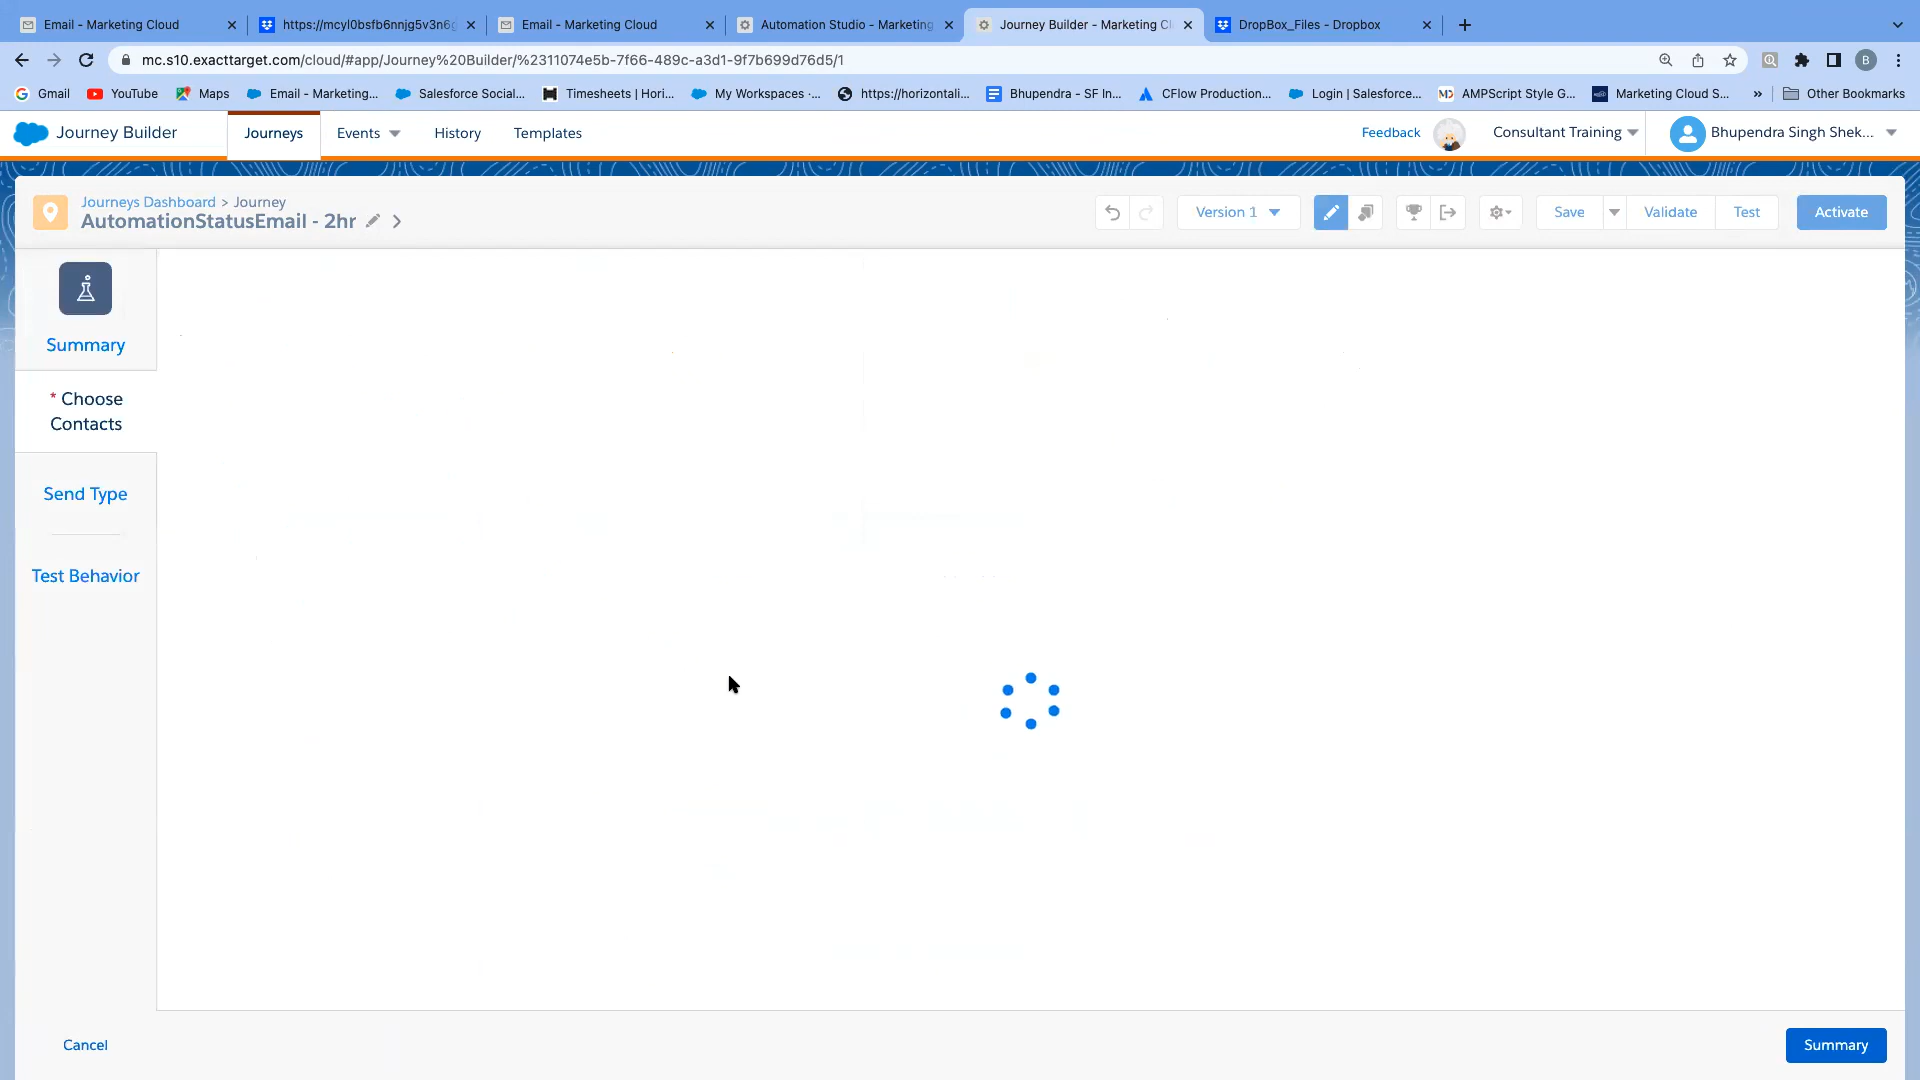 Email - Marketing Cloud
https://mcyl0bsfb6nnjg5v3n6g
Email - Marketing Cloud
Automation Studio - Marketing
Journey Builder - Marketing Cl
DropBox_Files - Dropbox
mc.s10.exacttarget.com/cloud/#app/Journey%20Builder/%2311074e5b-7f66-489c-a3d1-9f7b699d76d5/1
B
Gmail
YouTube
Maps
Email - Marketing...
Salesforce Social...
Timesheets | Hori...
My Workspaces -...
https://horizontali...
Bhupendra - SF In...
CFlow Production...
Login | Salesforce...
AMPScript Style G...
Marketing Cloud S...
»
Other Bookmarks
Journey Builder
Journeys
Events
History
Templates
Feedback
Consultant Training
Bhupendra Singh Shek...
Journeys Dashboard > Journey
AutomationStatusEmail - 2hr
Version 1
Save
Validate
Test
Activate
Summary
* Choose
Contacts
Send Type
Test Behavior
Cancel
Summary